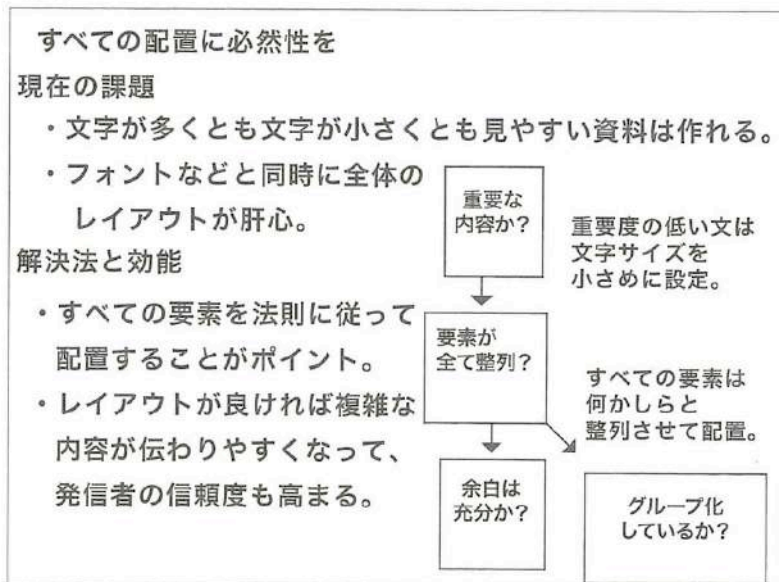 すべての配置に必然性を
現在の課題
・文字が多くとも文字が小さくとも見やすい資料は作れる。
・フォントなどと同時に全体の
レイアウトが肝心。
解決法と効能
・すべての要素を法則に従って
配置することがポイント。
・レイアウトが良ければ複雑な
内容が伝わりやすくなって、
発信者の信頼度も高まる。
重要な
内容か？
重要度の低い文は
文字サイズを
小さめに設定。
要素が
全て整列？
すべての要素は
何かしらと
整列させて配置。
余白は
充分か？
グループ化
しているか？